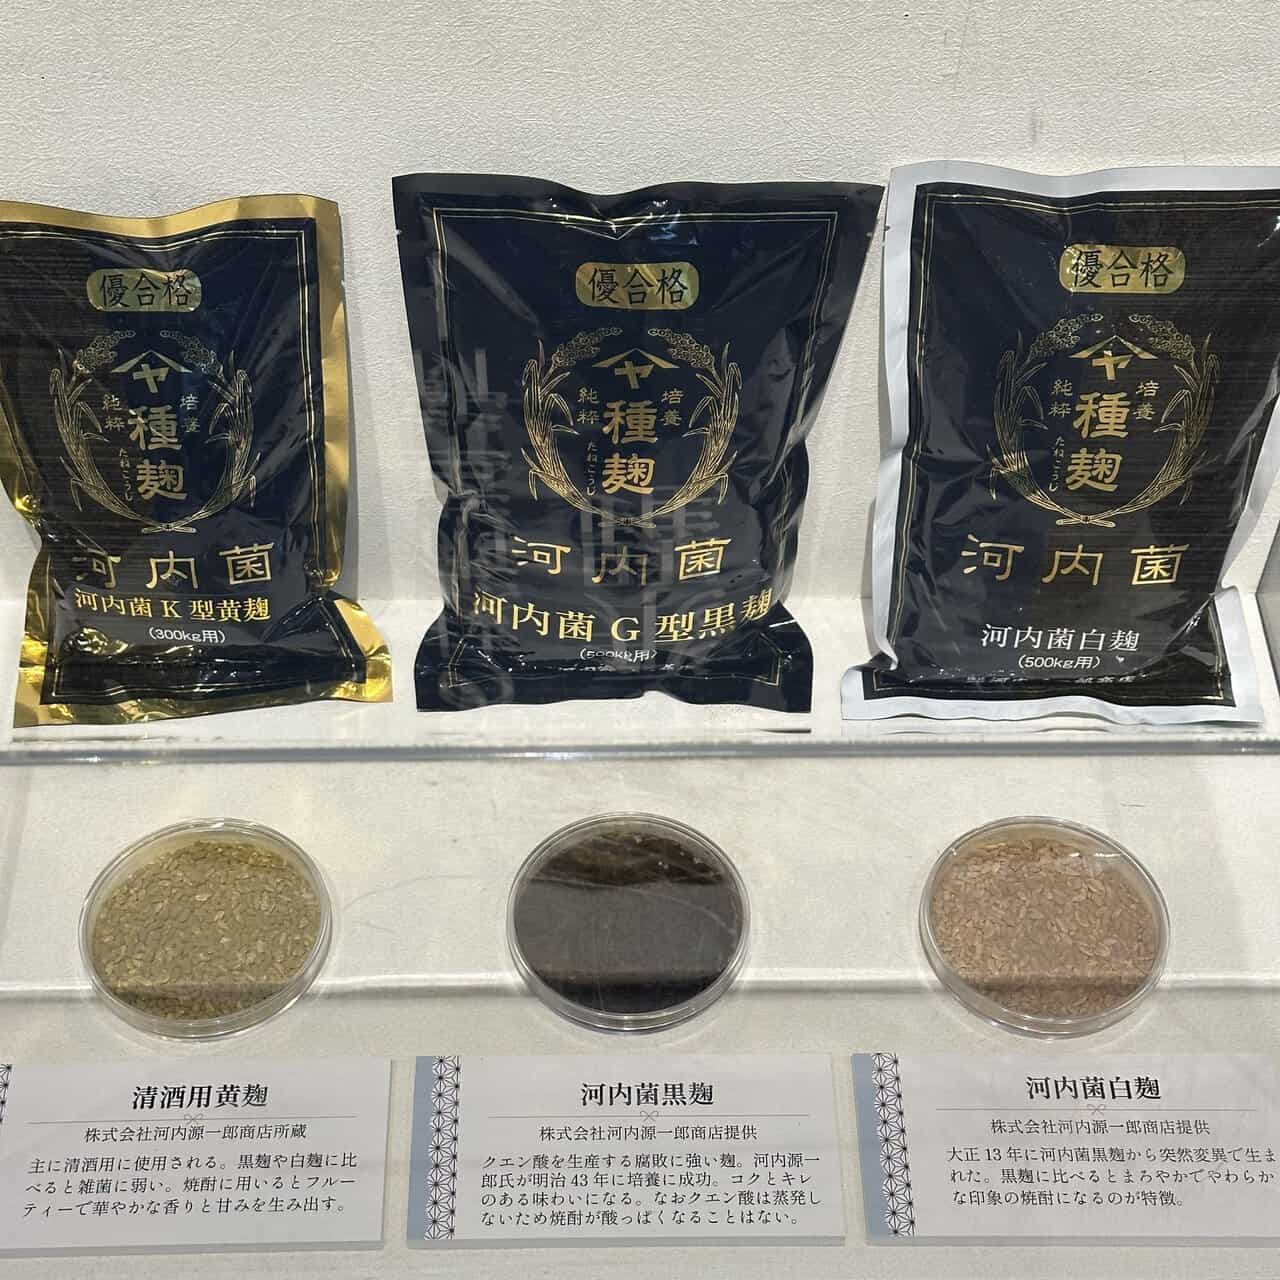 優合格
ヤ
純粋
培養
種麹
たねこうじ
河内菌
河内菌K型黄麹
(300kg用)
優合格
ヤ
純粋
培養
種麹
河内菌
河内菌G型黒麹
(500kg用)
優合格
ヤ
純粋
培養
種麹
たねこうじ
河内菌
河内菌白麹
(500kg用)
清酒用黄麹
株式会社河内源一郎商店所蔵
主に清酒用に使用される。黒麹や白麹に比
べると雑菌に弱い。焼酎に用いるとフルー
ティーで華やかな香りと甘みを生み出す。
河内菌黒麹
株式会社河内源一郎商店提供
クエン酸を生産する腐敗に強い麹。河内源一
郎氏が明治43年に培養に成功。コクとキレ
のある味わいになる。なおクエン酸は蒸発し
ないため焼酎が酸っぱくなることはない。
河内菌白麹
株式会社河内源一郎商店提供
大正13年に河内菌黒麹から突然変異で生ま
れた。黒麹に比べるとまろやかでやわらか
な印象の焼酎になるのが特徴。